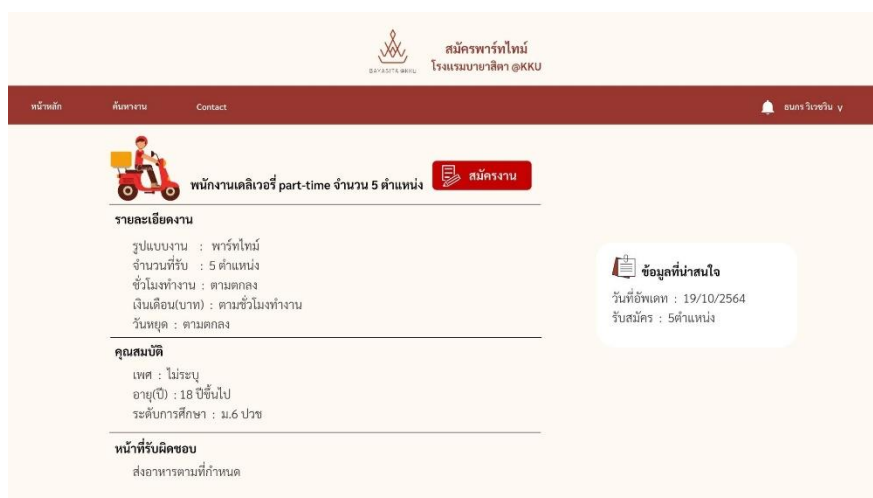 สมัครพาร์ทไทม์
BAYASITA @KKU
โรงแรมบายาสิตา @KKU
หน้าหลัก ค้นหางาน Contact ธนกร วิเวชวิน
พนักงานเดลิเวอรี่ part-time จำนวน 5 ตำแหน่ง สมัครงาน
รายละเอียดงาน
รูปแบบงาน : พาร์ทไทม์
จำนวนที่รับ : 5 ตำแหน่ง
ชั่วโมงทำงาน : ตามตกลง
เงินเดือน(บาท) : ตามชั่วโมงทำงาน
วันหยุด : ตามตกลง
คุณสมบัติ
เพศ : ไม่ระบุ
อายุ(ปี) : 18 ปีขึ้นไป
ระดับการศึกษา : ม.6 ปวช
หน้าที่รับผิดชอบ
ส่งอาหารตามที่กำหนด
ข้อมูลที่น่าสนใจ
วันที่อัพเดท : 19/10/2564
รับสมัคร : 5ตำแหน่ง